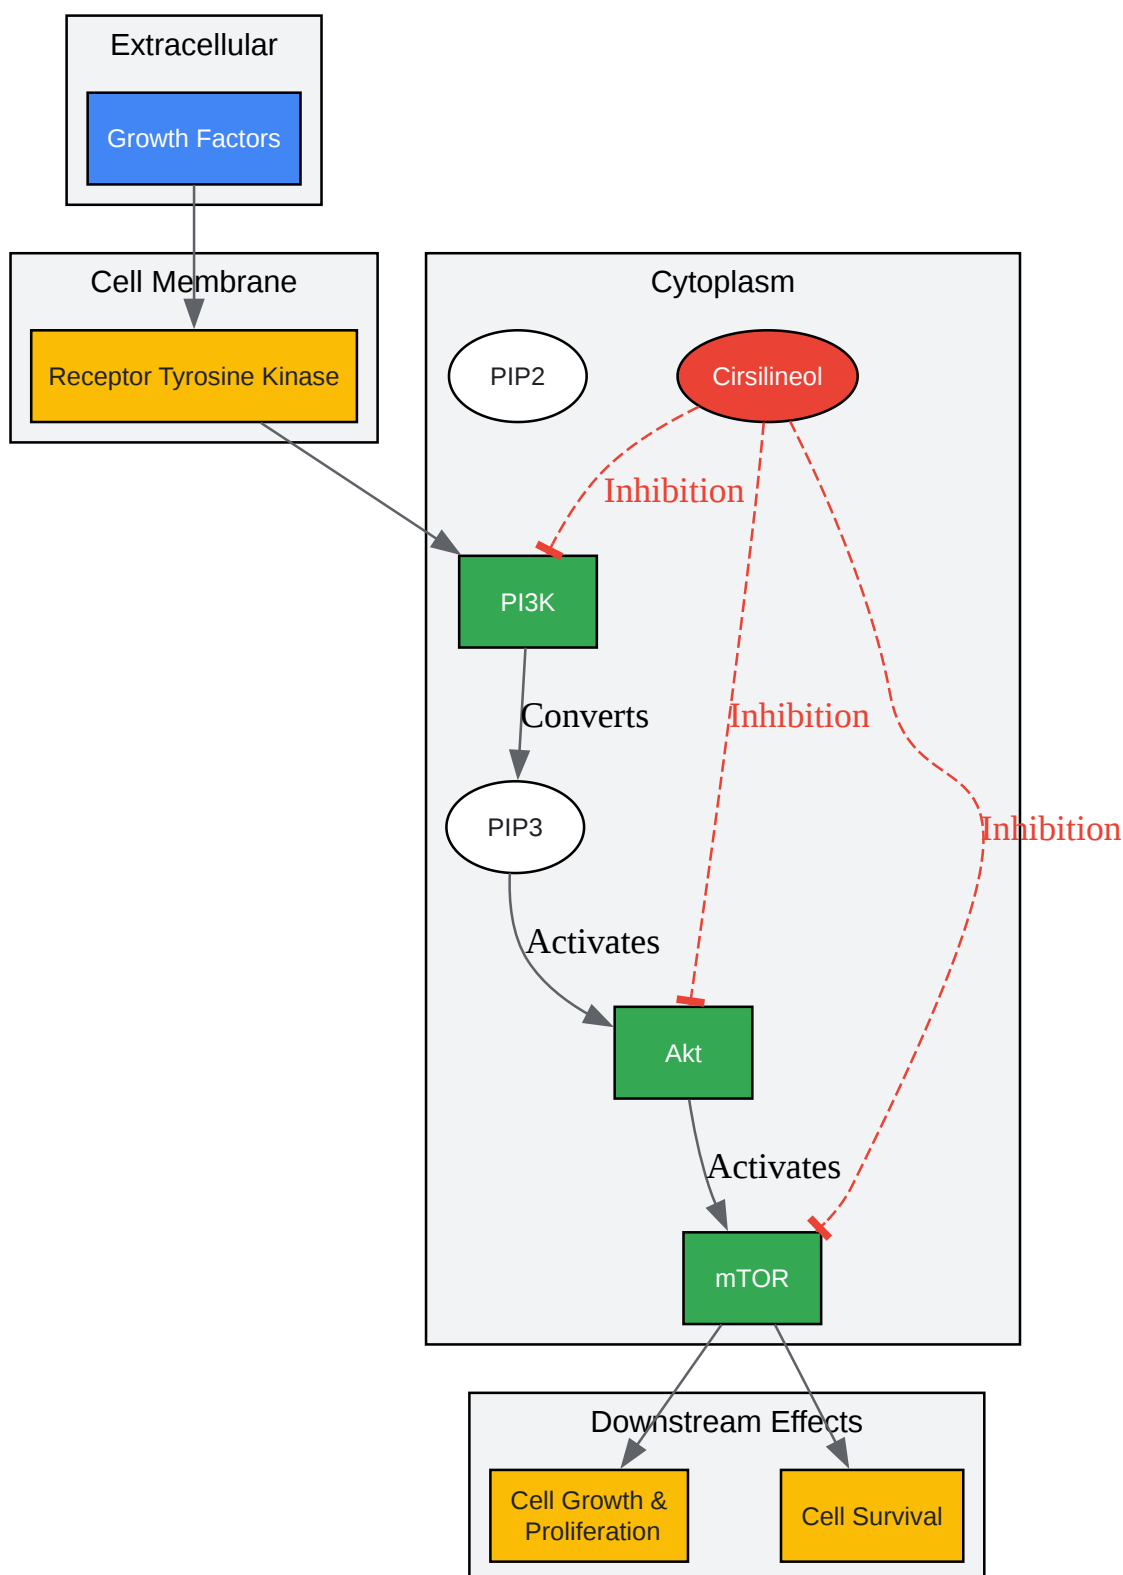 Extracellular
Growth Factors
Cell Membrane
Receptor Tyrosine Kinase
Cytoplasm
PIP2
Cirsilineol
Inhibition
PI3K
Converts
Inhibition
PIP3
Inhibition
Activates
Akt
Activates
mTOR
Downstream Effects
Cell Growth &
Proliferation
Cell Survival